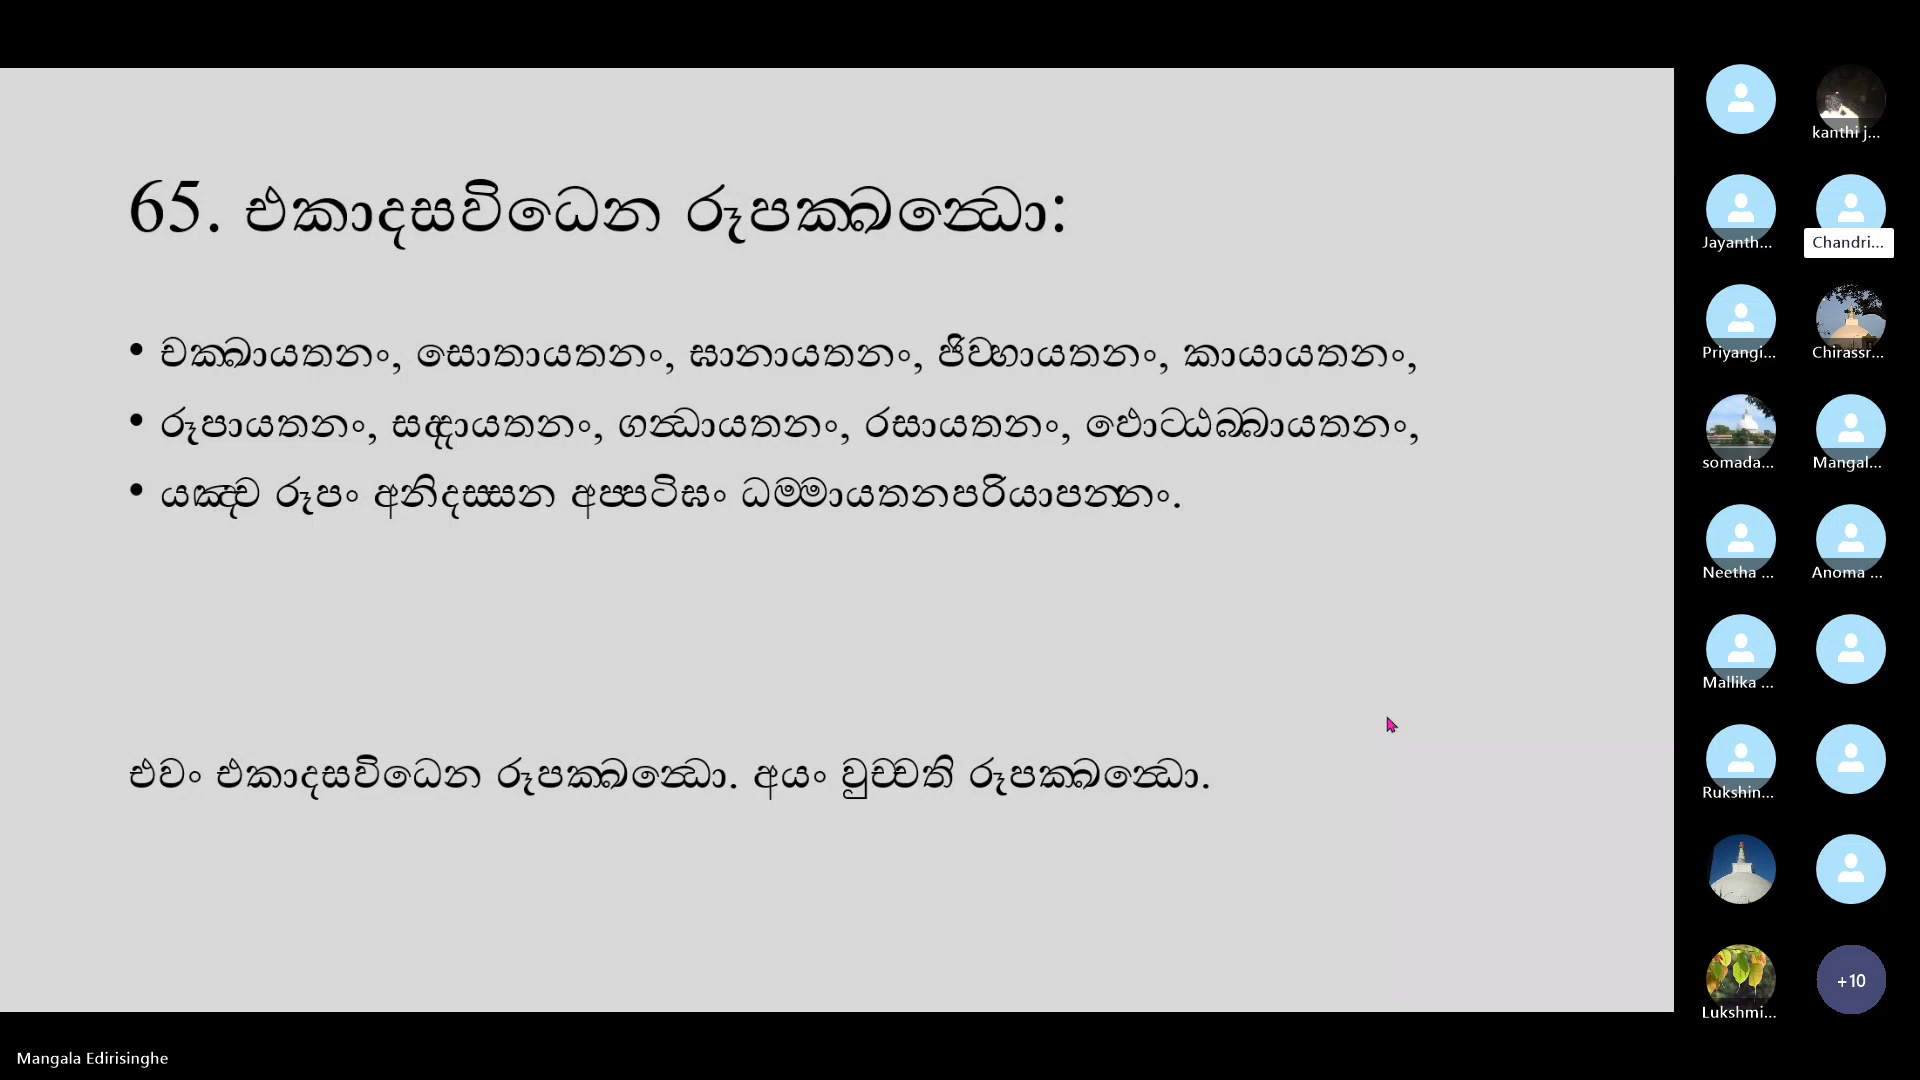 65. එකාදසවිධෙන රූපක‍්ඛන්‍ධො:
• චක‍්ඛායතනං, සොතායතනං, ඝානායතනං, ජිව‍්හායතනං, කායායතනං,
• රූපායතනං, සද‍්දායතනං, ගන්‍ධායතනං, රසායතනං, ඵොට‍්ඨබ‍්බායතනං,
• යඤ‍්ච රූපං අනිදස‍්සන අප‍්පටිඝං ධම‍්මායතනපරියාපන‍්නං.
එවං එකාදසවිධෙන රූපක‍්ඛන්‍ධො. අයං වුච‍්චති රූපක‍්ඛන්‍ධො.
kanthi j...
Jayanth...
Chandri...
Priyangi...
Chirassr...
somada...
Mangal...
Neetha ...
Anoma ...
Mallika ...
Rukshin...
Lukshmi...
+10
Mangala Edirisinghe